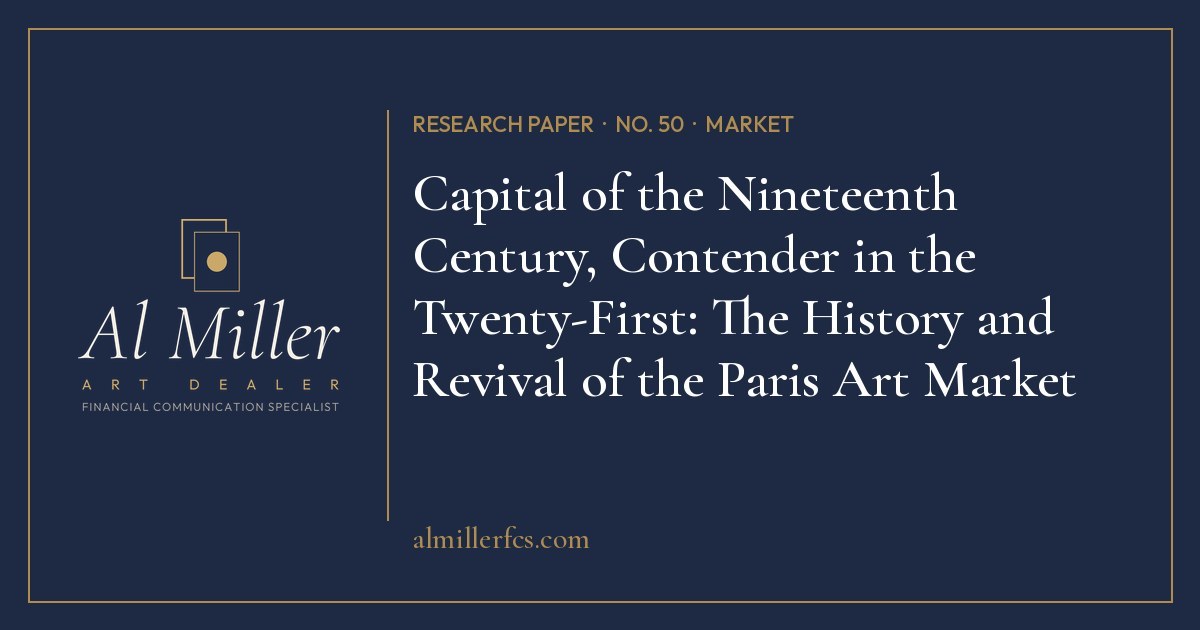 Al Miller
ART DEALER
FINANCIAL COMMUNICATION SPECIALIST
RESEARCH PAPER · NO. 50 · MARKET
Capital of the Nineteenth
Century, Contender in the
Twenty-First: The History and
Revival of the Paris Art Market
almillerfcs.com